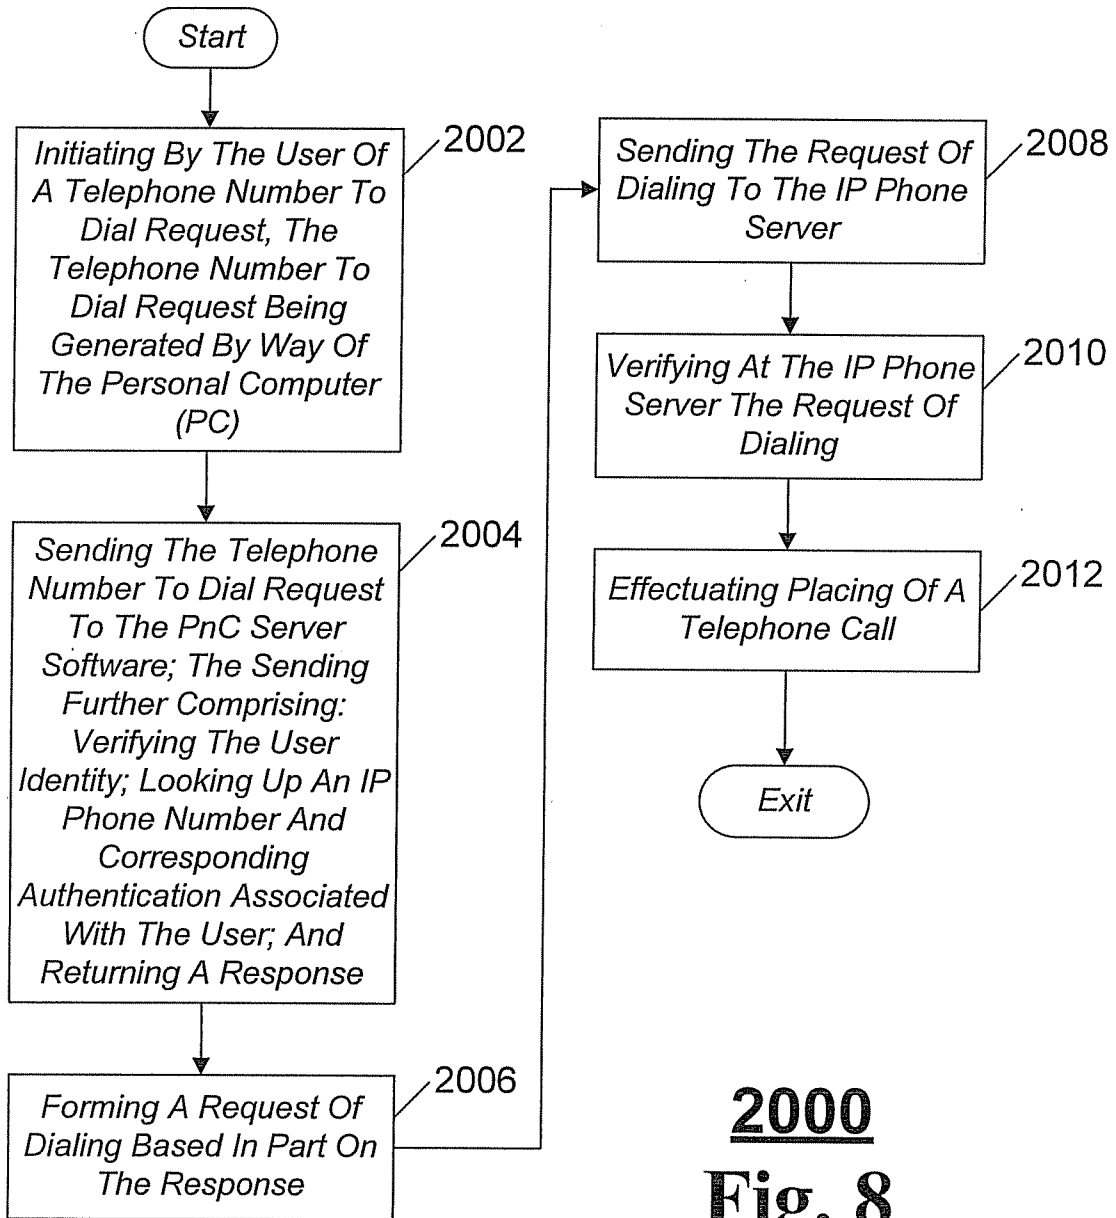 Start
Initiating By The User Of
A Telephone Number To
Dial Request, The
Telephone Number To
Dial Request Being
Generated By Way Of
The Personal Computer
(PC)
2002
Sending The Telephone
Number To Dial Request
To The PnC Server
Software; The Sending
Further Comprising:
Verifying The User
Identity; Looking Up An IP
Phone Number And
Corresponding
Authentication Associated
With The User; And
Returning A Response
2004
Forming A Request Of
Dialing Based In Part On
The Response
2006
Sending The Request Of
Dialing To The IP Phone
Server
2008
Verifying At The IP Phone
Server The Request Of
Dialing
2010
Effectuating Placing Of A
Telephone Call
2012
Exit
2000
Fig. 8